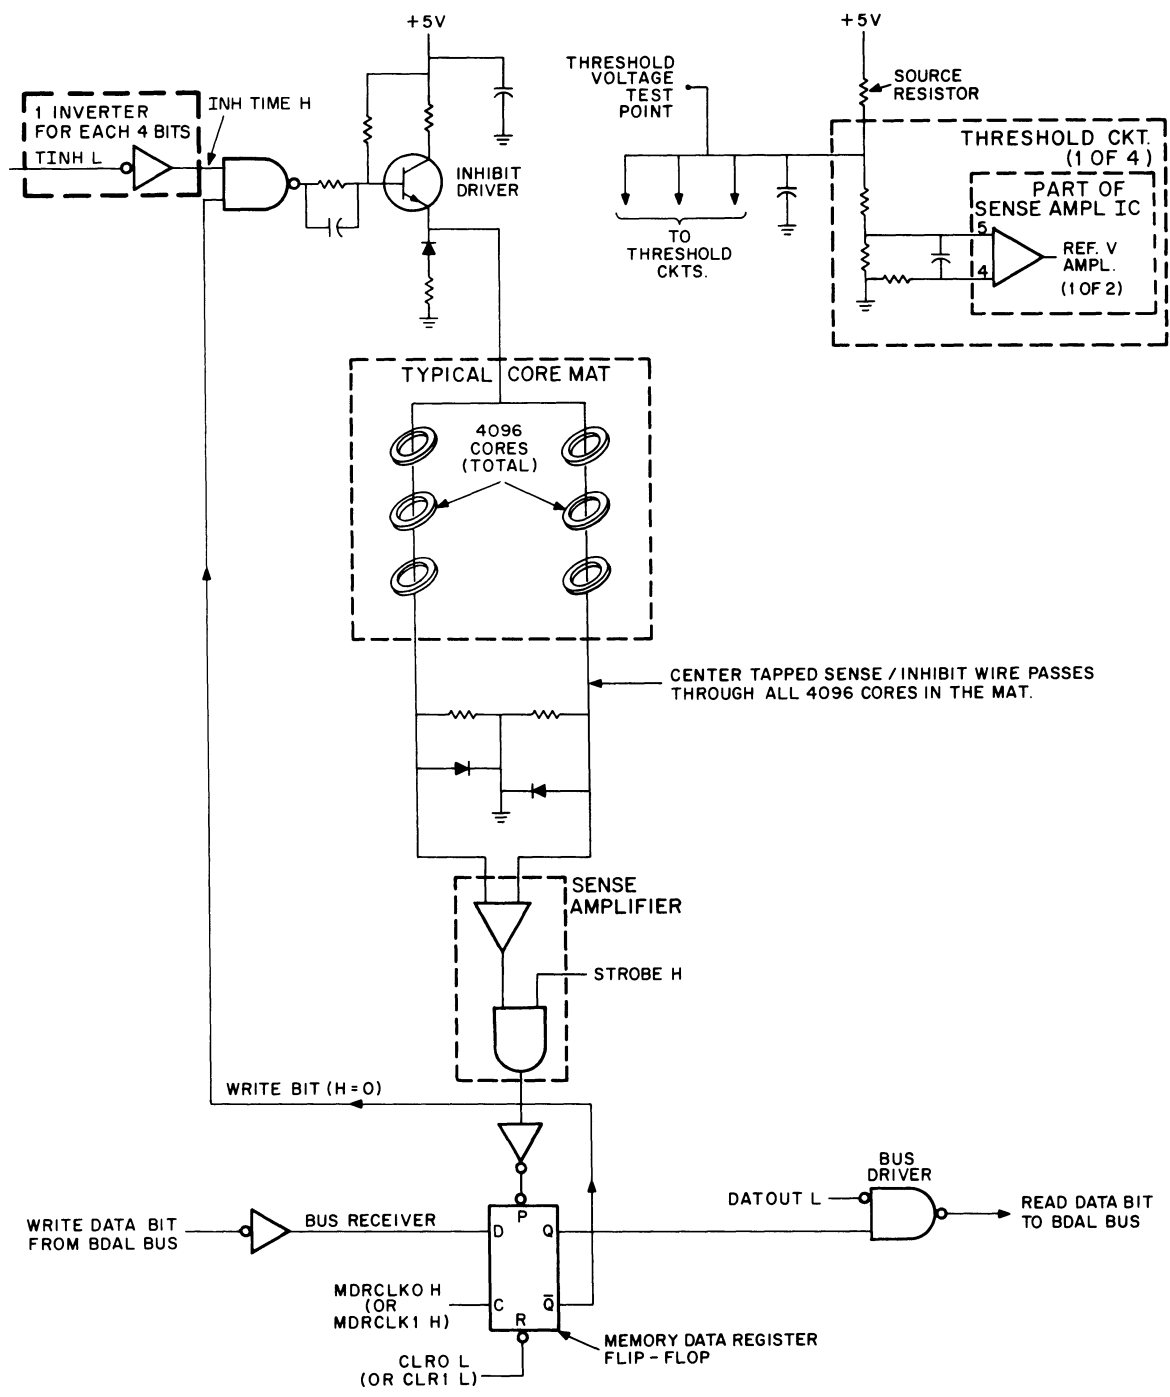 +5V
1 INVERTER
FOR EACH 4 BITS
TINH L
INH TIME H
INHIBIT
DRIVER
THRESHOLD
VOLTAGE
TEST
POINT
TO
THRESHOLD
CKTS.
+5V
SOURCE
RESISTOR
THRESHOLD CKT.
(1 OF 4)
PART OF
SENSE AMPL IC
5
4
REF. V
AMPL.
(1 OF 2)
TYPICAL CORE MAT
4096
CORES
(TOTAL)
CENTER TAPPED SENSE / INHIBIT WIRE PASSES
THROUGH ALL 4096 CORES IN THE MAT.
SENSE
AMPLIFIER
STROBE H
WRITE BIT (H=0)
WRITE DATA BIT
FROM BDAL BUS
BUS RECEIVER
P
D
Q
C
Q̅
R
MDRCLK0 H
(OR
MDRCLK1 H)
CLR0 L
(OR CLR1 L)
MEMORY DATA REGISTER
FLIP-FLOP
DATOUT L
BUS
DRIVER
READ DATA BIT
TO BDAL BUS